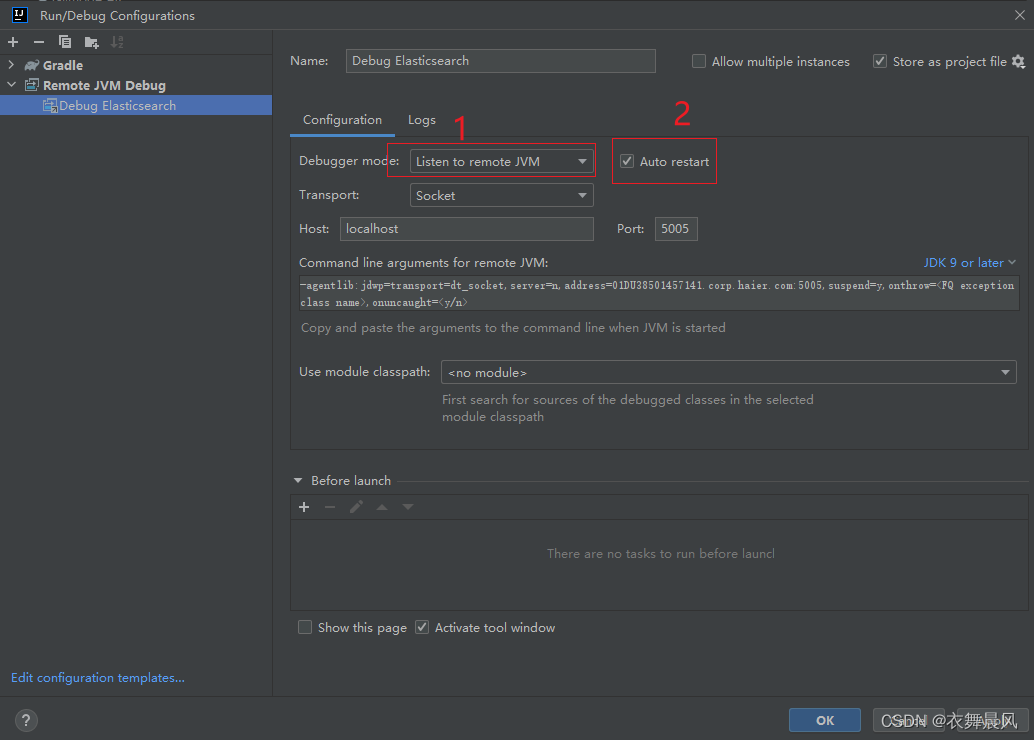 IJ Run/Debug Configurations
Gradle
Remote JVM Debug
Debug Elasticsearch
Name: Debug Elasticsearch Allow multiple instances Store as project file
Configuration Logs 1 2
Debugger mode: Listen to remote JVM Auto restart
Transport: Socket
Host: localhost Port: 5005
Command line arguments for remote JVM: JDK 9 or later
-agentlib:jdwp=transport=dt_socket,server=n,address=01DU38501457141.corp.haier.com:5005,suspend=y,onthrow=<FQ exception
class name>,onuncaught=<y/n>
Copy and paste the arguments to the command line when JVM is started
Use module classpath: <no module>
First search for sources of the debugged classes in the selected
module classpath
Before launch
There are no tasks to run before launcl
Show this page Activate tool window
Edit configuration templates...
? OK CSDN @衣舞晨风